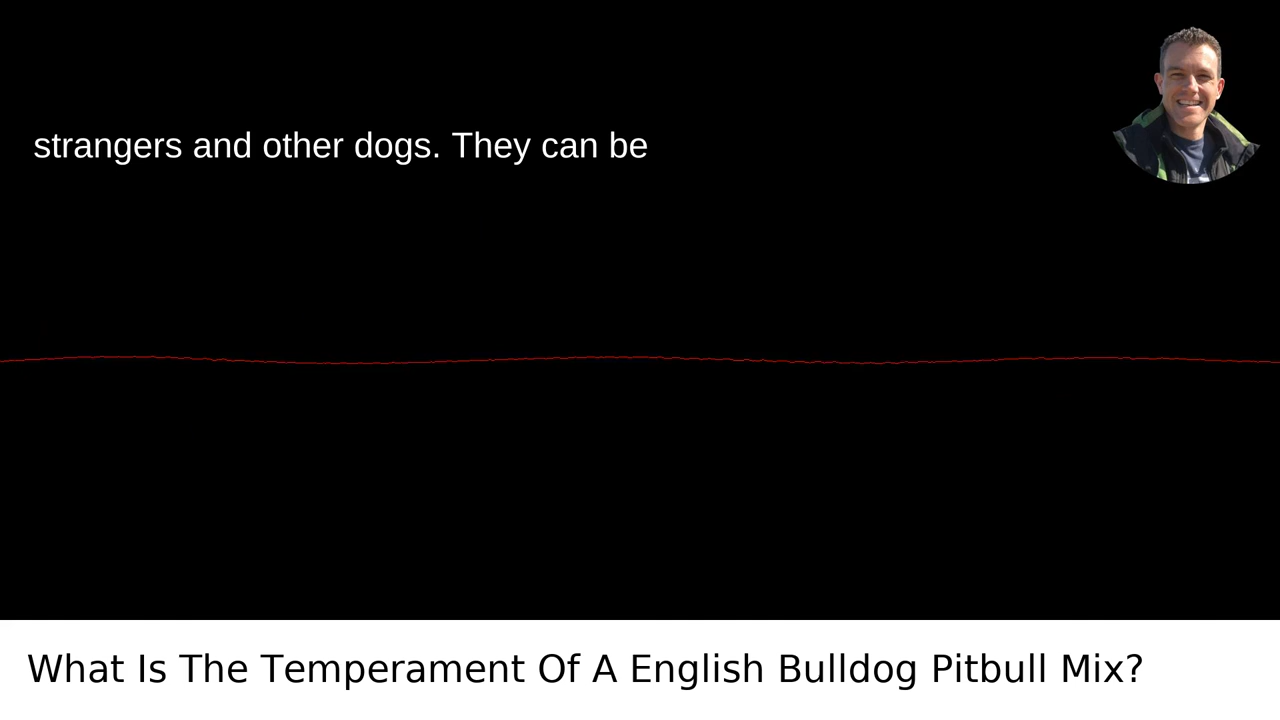 strangers and other dogs. They can be
What Is The Temperament Of A English Bulldog Pitbull Mix?